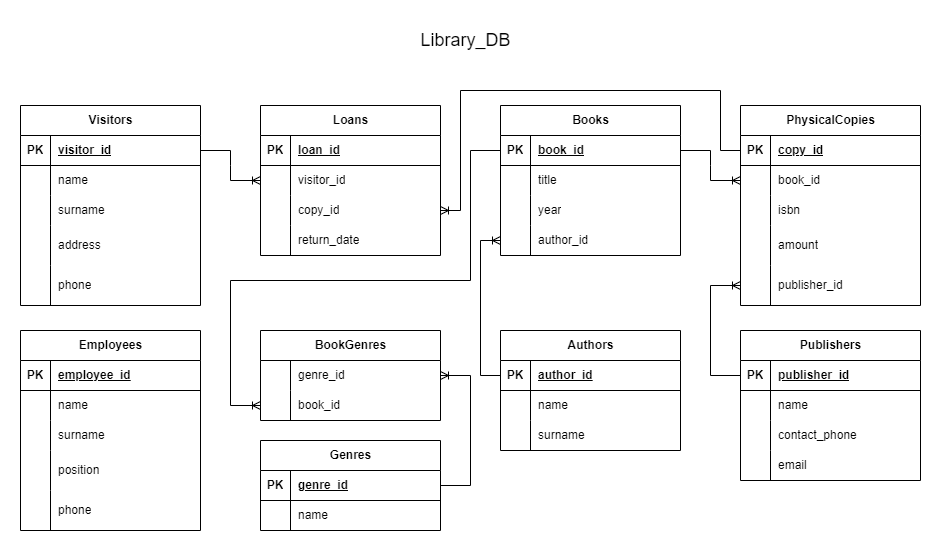 Library_DB
Visitors
PK visitor_id
name
surname
address
phone
Loans
PK loan_id
visitor_id
copy_id
return_date
Books
PK book_id
title
year
author_id
PhysicalCopies
PK copy_id
book_id
isbn
amount
publisher_id
Employees
PK employee_id
name
surname
position
phone
BookGenres
genre_id
book_id
Genres
PK genre_id
name
Authors
PK author_id
name
surname
Publishers
PK publisher_id
name
contact_phone
email